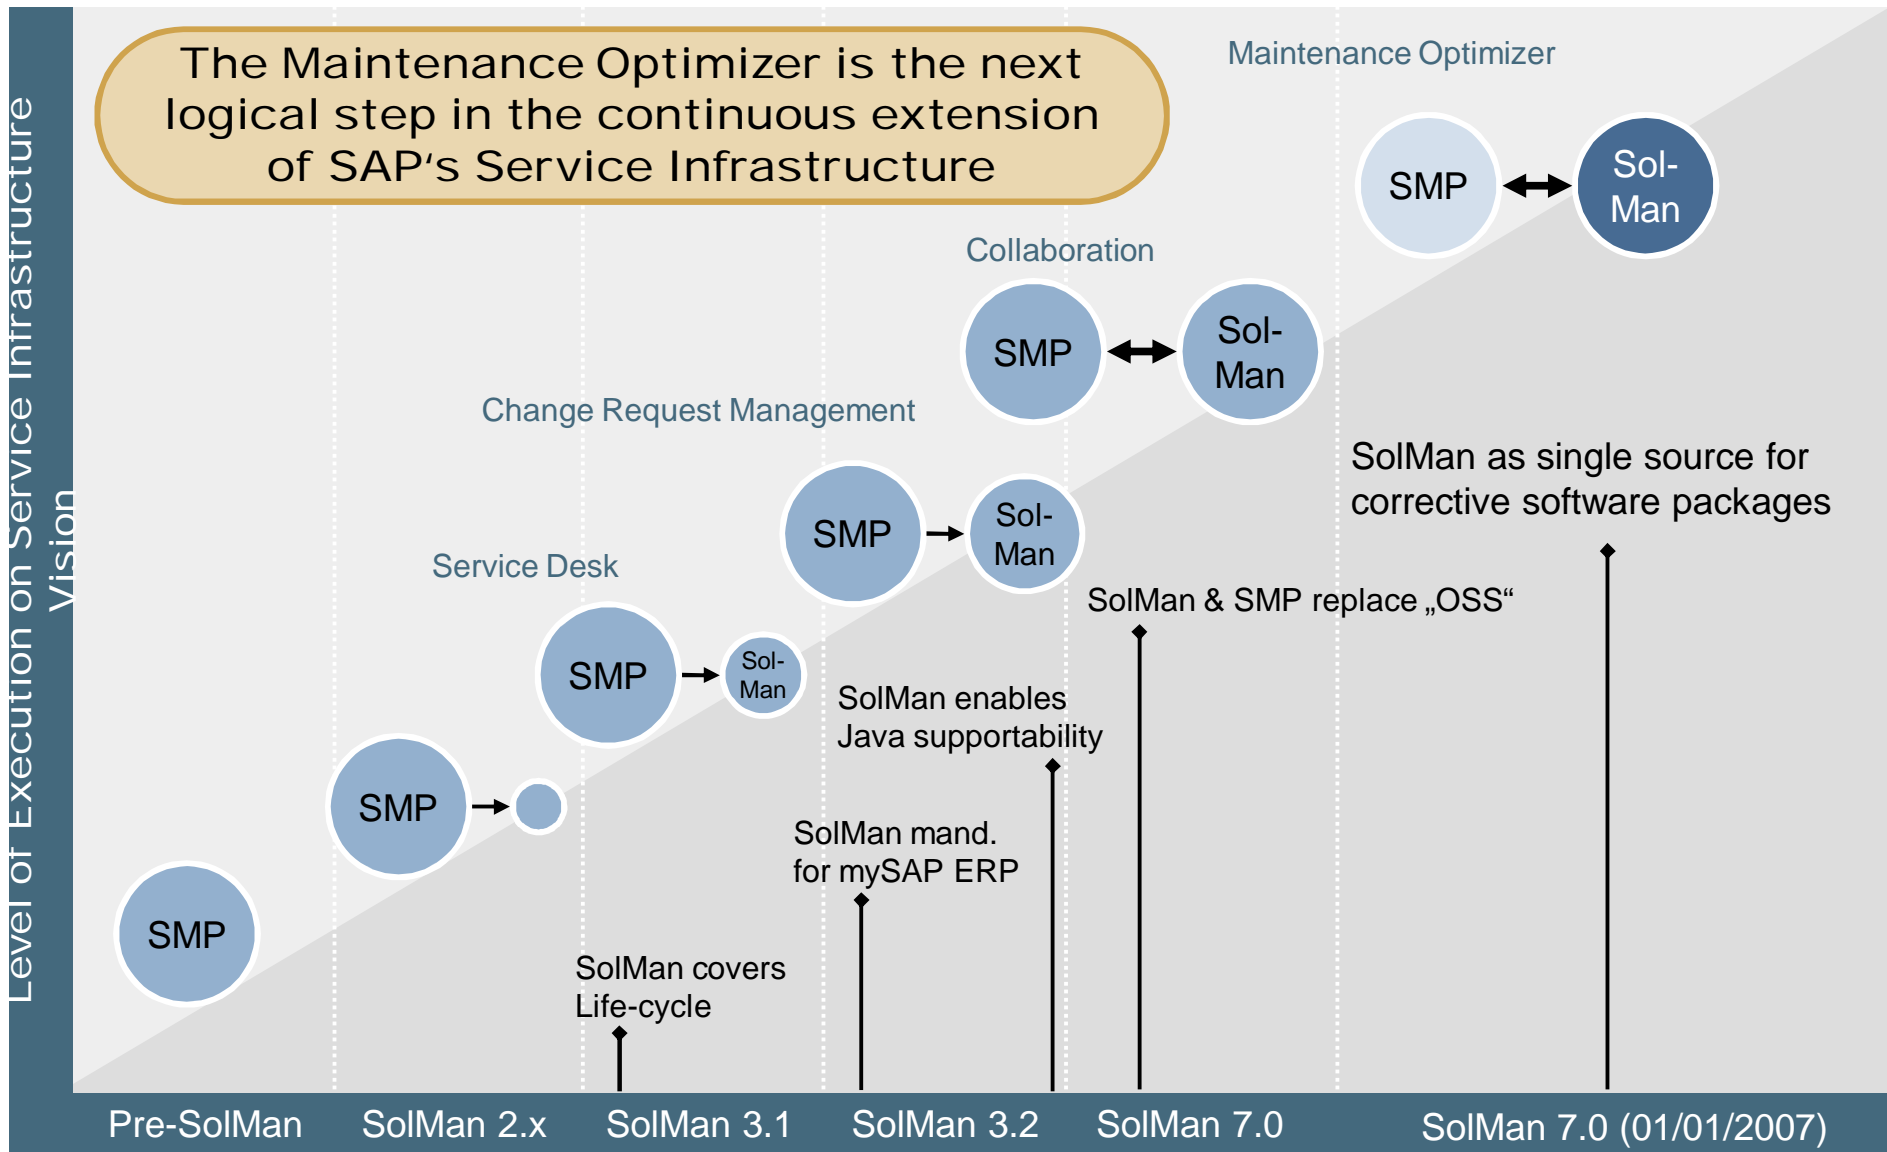 The Maintenance Optimizer is the next
logical step in the continuous extension
of SAP‘s Service Infrastructure
Level of Execution on Service Infrastructure
Vision
Maintenance Optimizer
SMP
Sol-
Man
Collaboration
SMP
Sol-
Man
Change Request Management
SMP
Sol-
Man
Service Desk
SMP
Sol-
Man
SMP
SMP
SolMan as single source for
corrective software packages
SolMan & SMP replace „OSS“
SolMan enables
Java supportability
SolMan mand.
for mySAP ERP
SolMan covers
Life-cycle
Pre-SolMan
SolMan 2.x
SolMan 3.1
SolMan 3.2
SolMan 7.0
SolMan 7.0 (01/01/2007)